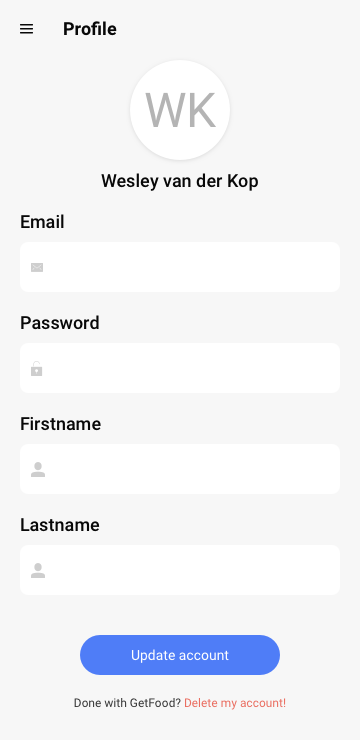 Profile
WK
Wesley van der Kop
Email
Password
Firstname
Lastname
Update account
Done with GetFood? Delete my account!